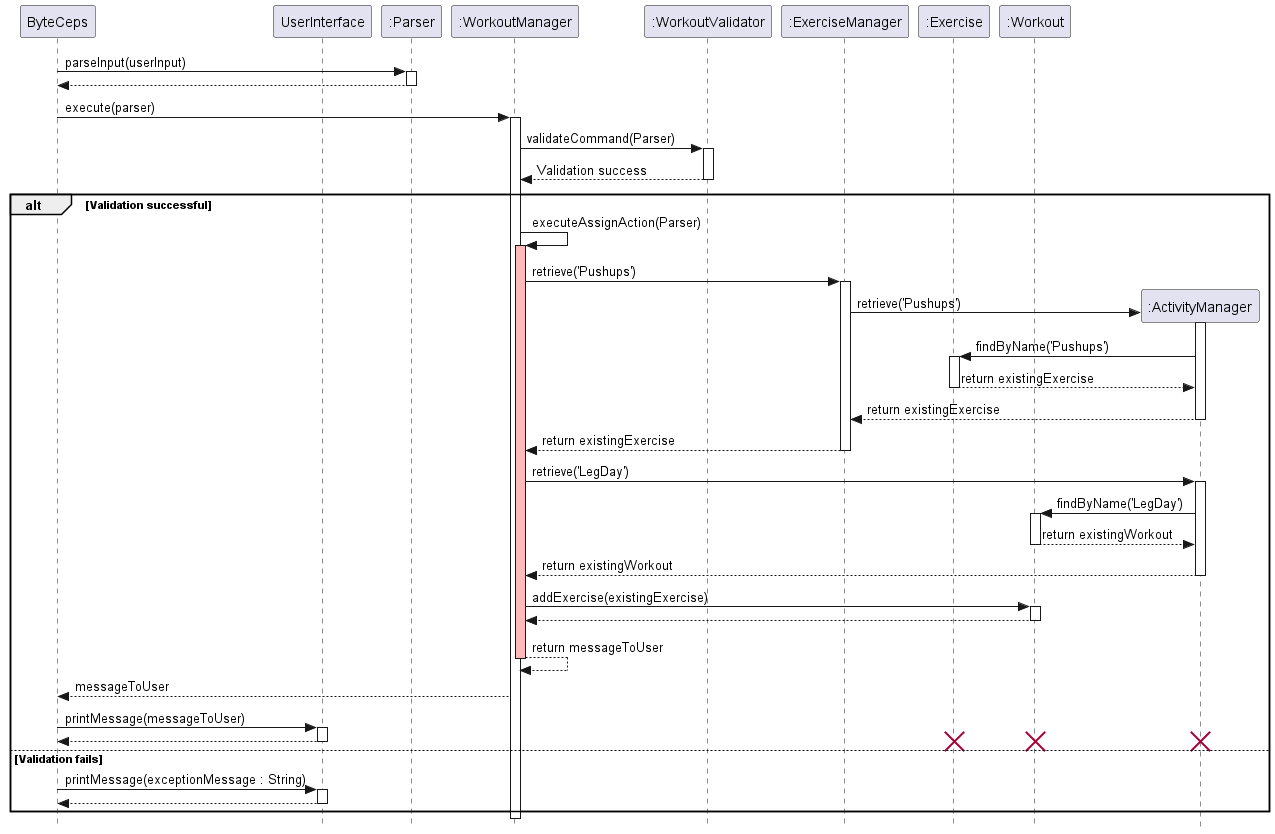 ByteCeps
UserInterface
:Parser
:WorkoutManager
:WorkoutValidator
:ExerciseManager
:Exercise
:Workout
parseInput(userInput)
execute(parser)
validateCommand(Parser)
Validation success
alt
[Validation successful]
executeAssignAction(Parser)
retrieve('Pushups')
retrieve('Pushups')
:ActivityManager
findByName('Pushups')
return existingExercise
return existingExercise
return existingExercise
retrieve('LegDay')
findByName('LegDay')
return existingWorkout
return existingWorkout
addExercise(existingExercise)
return messageToUser
messageToUser
printMessage(messageToUser)
[Validation fails]
printMessage(exceptionMessage : String)